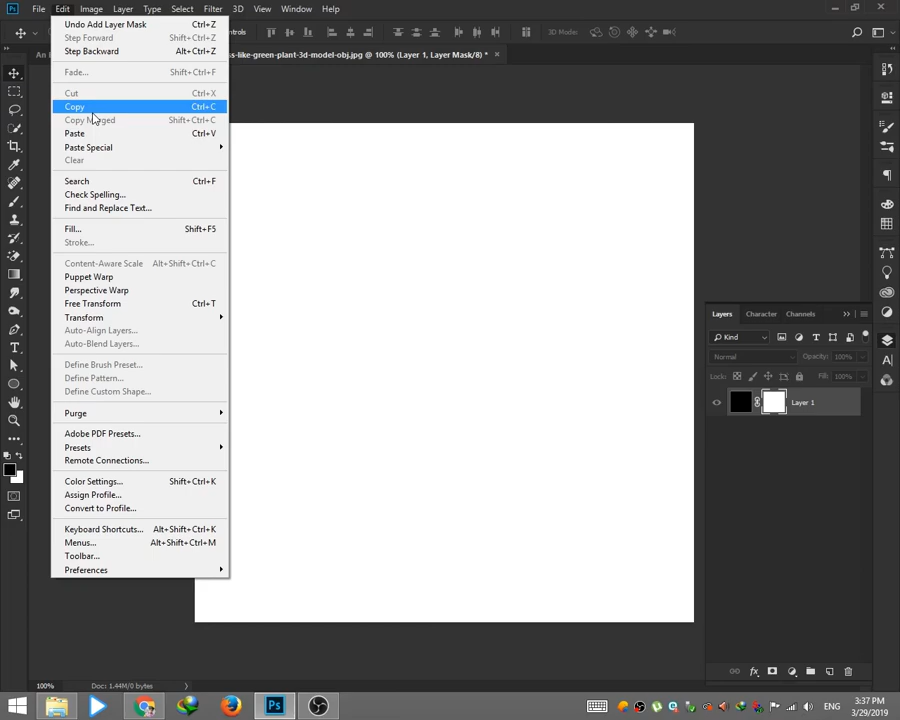 Ps File Edit Image Layer Type Select Filter 3D View Window Help
Undo Add Layer Mask Ctrl+Z
Step Forward Shift+Ctrl+Z
Step Backward Alt+Ctrl+Z
Fade... Shift+Ctrl+F
Cut Ctrl+X
Copy Ctrl+C
Copy Merged Shift+Ctrl+C
Paste Ctrl+V
Paste Special
Clear
Search Ctrl+F
Check Spelling...
Find and Replace Text...
Fill... Shift+F5
Stroke...
Content-Aware Scale Alt+Shift+Ctrl+C
Puppet Warp
Perspective Warp
Free Transform Ctrl+T
Transform
Auto-Align Layers...
Auto-Blend Layers...
Define Brush Preset...
Define Pattern...
Define Custom Shape...
Purge
Adobe PDF Presets...
Presets
Remote Connections...
Color Settings... Shift+Ctrl+K
Assign Profile...
Convert to Profile...
Keyboard Shortcuts... Alt+Shift+Ctrl+K
Menus... Alt+Shift+Ctrl+M
Toolbar...
Preferences
3D Mode:
An
ss-like-green-plant-3d-model-obj.jpg @ 100% (Layer 1, Layer Mask/8) *
Layers Character Channels
Kind
Normal Opacity: 100%
Lock: Fill: 100%
Layer 1
100% Doc: 1.44M/0 bytes
Ps ENG 3:37 PM
3/29/2019